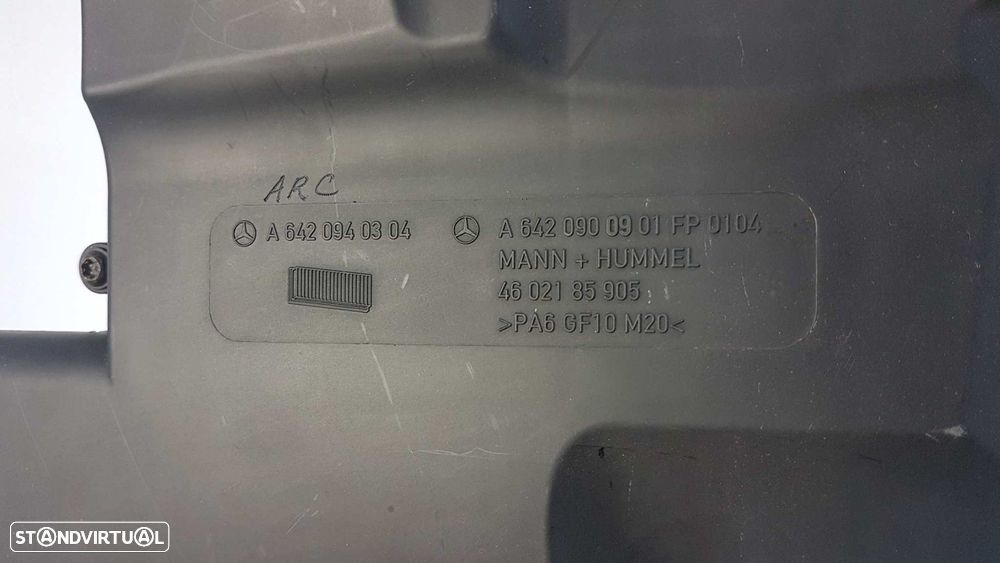 ARC
A 642 094 03 04
A 642 090 09 01 FP 0104
MANN + HUMMEL
46 021 85 905
>PA6 GF10 M20<
STANDVIRTUAL